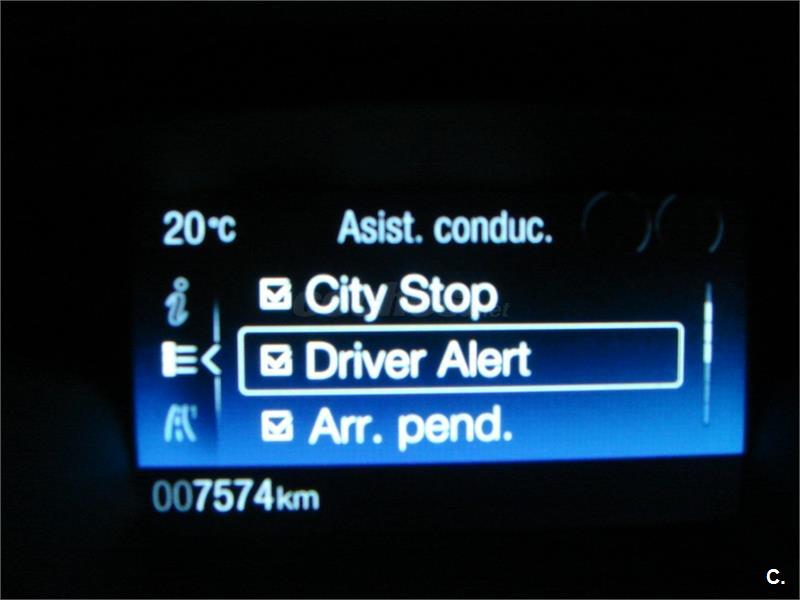 20°C Asist. conduc.
City Stop
Driver Alert
Arr. pend.
007574km
C.